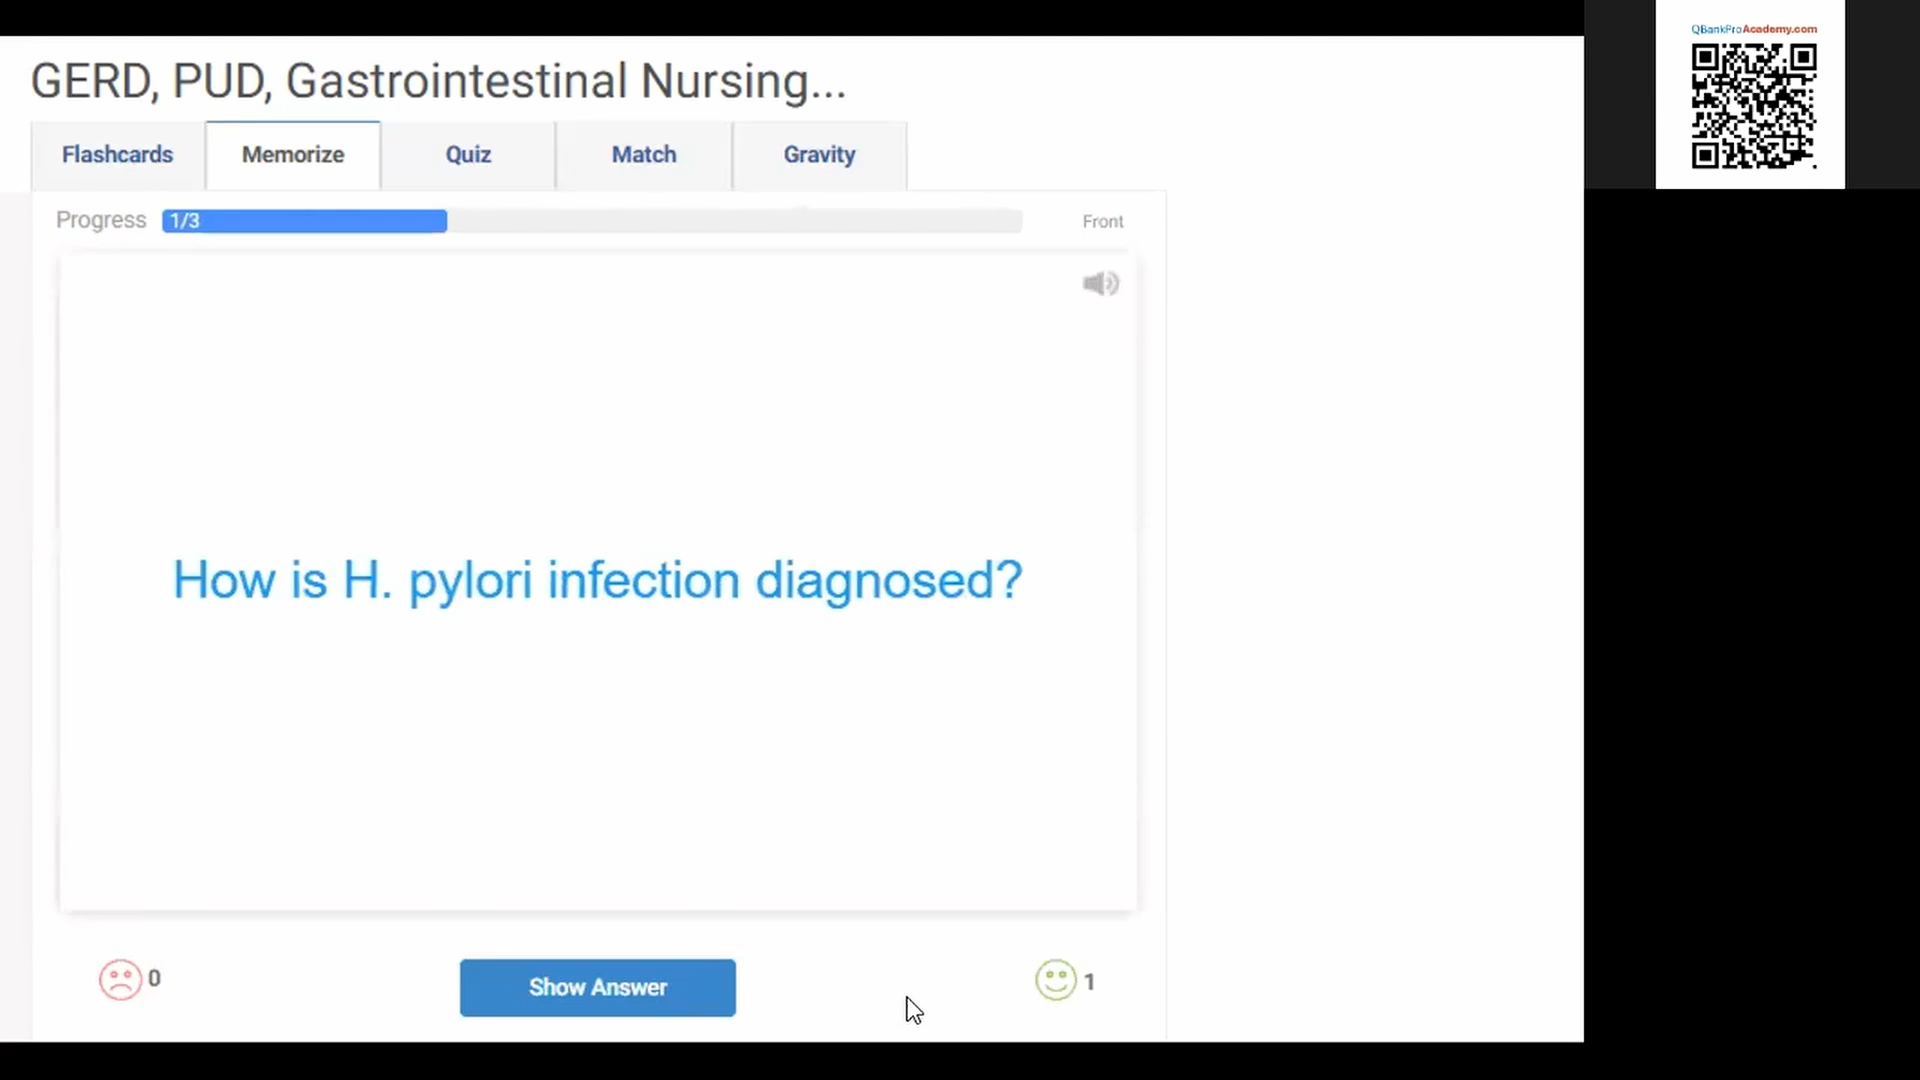 QBankProAcademy.com
GERD, PUD, Gastrointestinal Nursing...
Flashcards
Memorize
Quiz
Match
Gravity
Progress
1/3
Front
How is H. pylori infection diagnosed?
0
Show Answer
1